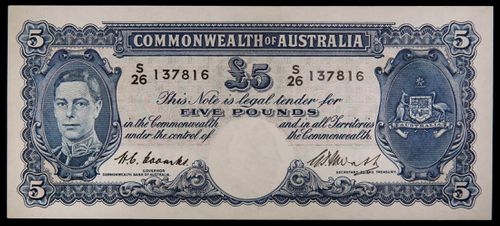 5 COMMONWEALTH OF AUSTRALIA 5
S/26 137816 £5 S/26 137816
This Note is legal tender for
FIVE POUNDS
in the Commonwealth and in all Territories
under the control of the Commonwealth.
AUSTRALIA
H.C. Coombs
GOVERNOR
COMMONWEALTH BANK OF AUSTRALIA.
SECRETARY TO THE TREASURY.
5 5